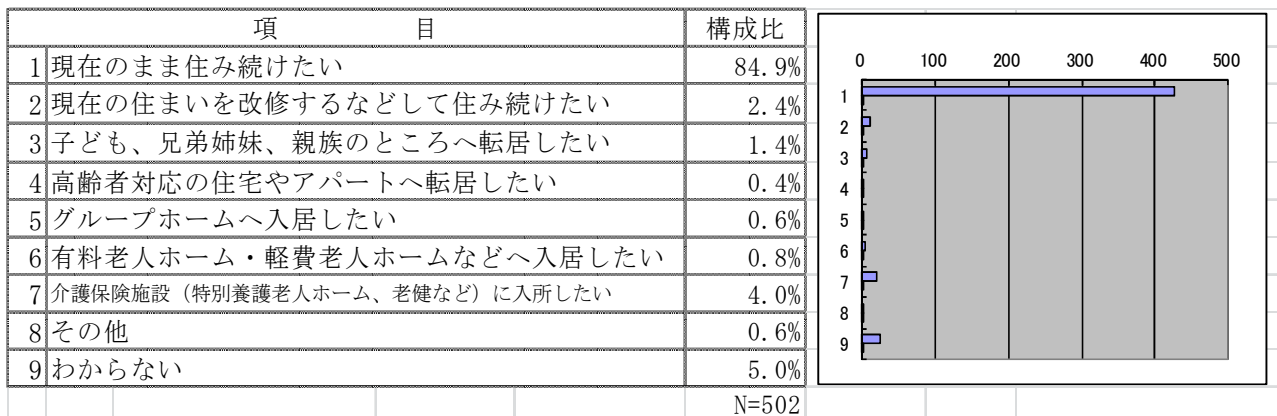 項 目 構成比
1 現在のまま住み続けたい 84.9%
2 現在の住まいを改修するなどして住み続けたい 2.4%
3 子ども、兄弟姉妹、親族のところへ転居したい 1.4%
4 高齢者対応の住宅やアパートへ転居したい 0.4%
5 グループホームへ入居したい 0.6%
6 有料老人ホーム・軽費老人ホームなどへ入居したい 0.8%
7 介護保険施設（特別養護老人ホーム、老健など）に入所したい 4.0%
8 その他 0.6%
9 わからない 5.0%
N=502
0 100 200 300 400 500
1
2
3
4
5
6
7
8
9